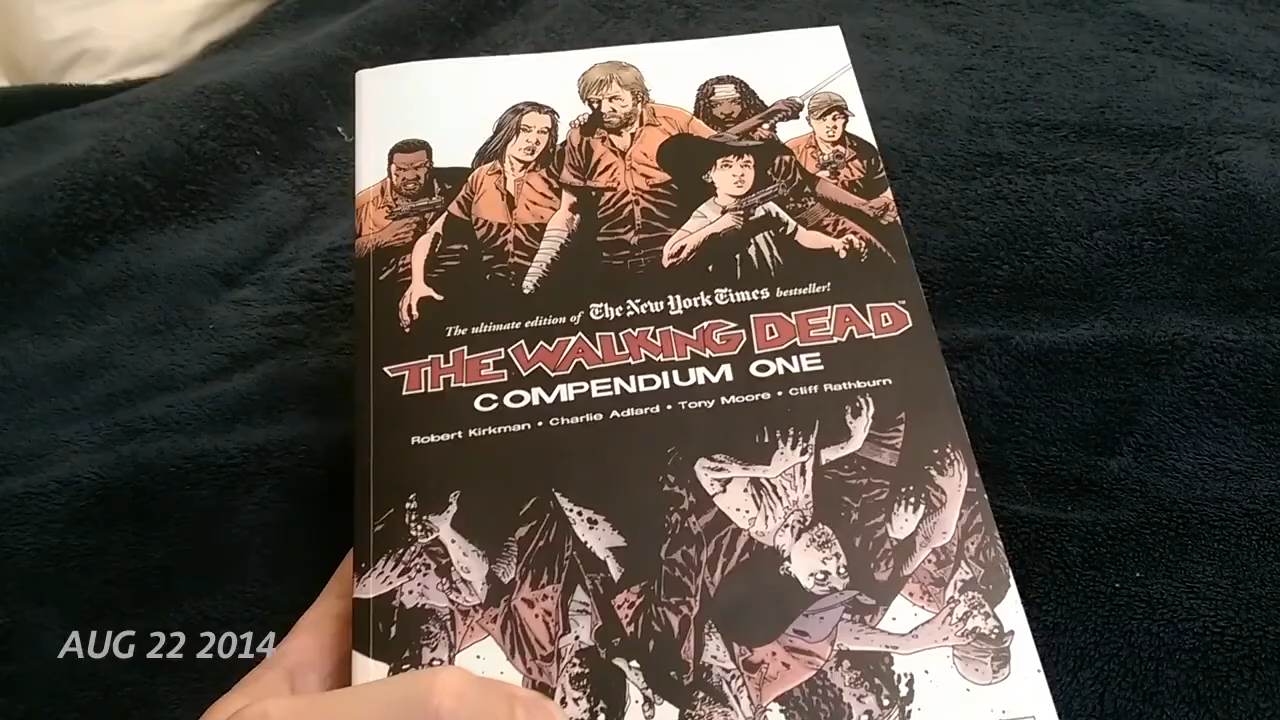 The ultimate edition of The New York Times bestseller!
THE WALKING DEAD™
COMPENDIUM ONE
Robert Kirkman • Charlie Adlard • Tony Moore • Cliff Rathburn
AUG 22 2014